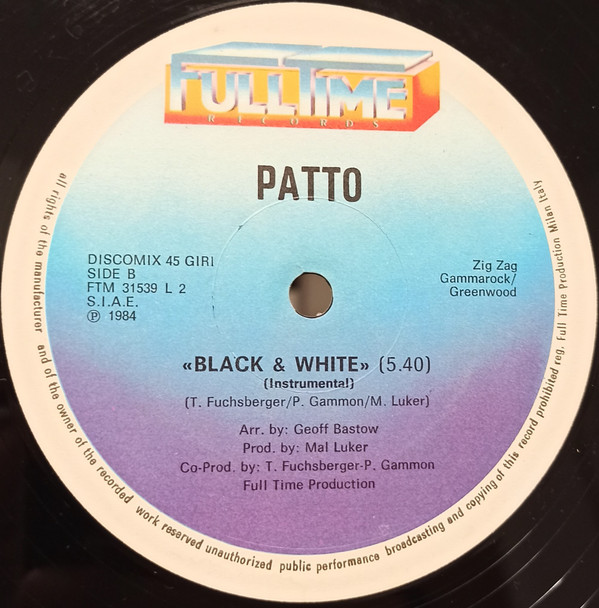 FULLTIME
RECORDS
PATTO
DISCOMIX 45 GIRI
SIDE B
FTM 31539 L 2
S.I.A.E.
℗ 1984
Zig Zag
Gammarock/
Greenwood
«BLACK & WHITE» (5.40)
(Instrumental)
(T. Fuchsberger/P. Gammon/M. Luker)
Arr. by: Geoff Bastow
Prod. by: Mal Luker
Co-Prod. by: T. Fuchsberger-P. Gammon
Full Time Production
all rights of the manufacturer and of the owner of the recorded work reserved unauthorized public performance broadcasting and copying of this record prohibited reg. Full Time Production Milan Italy